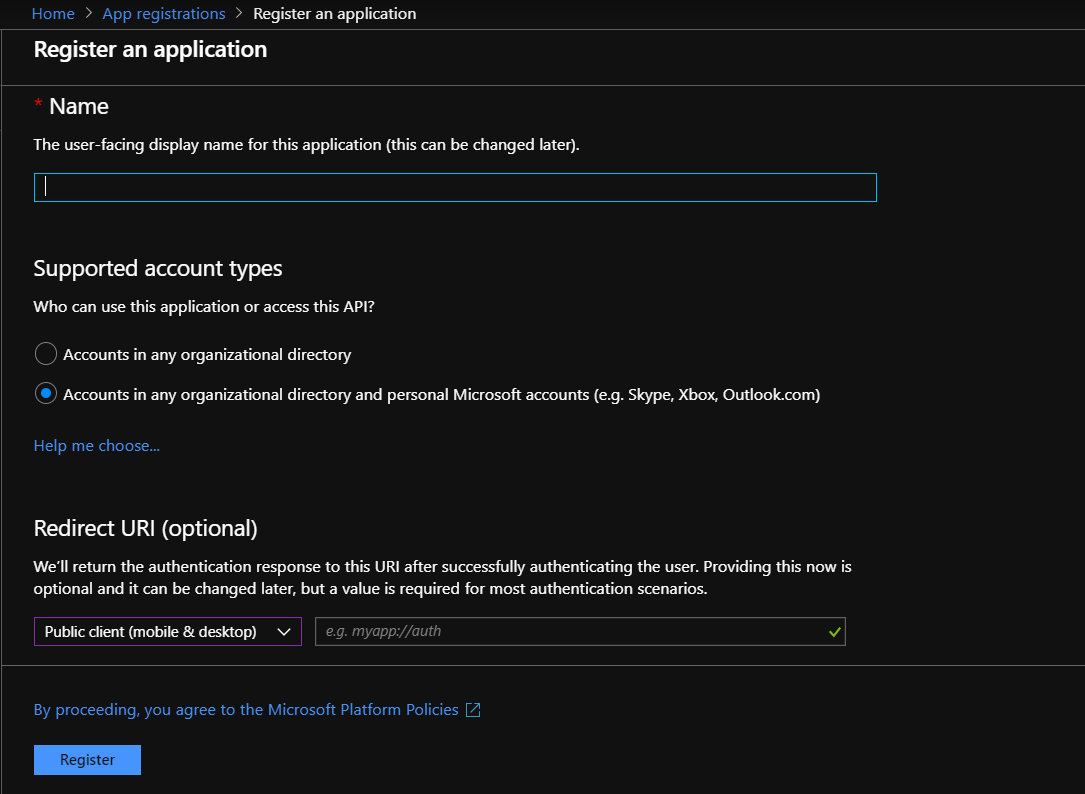 Home > App registrations > Register an application
Register an application
* Name
The user-facing display name for this application (this can be changed later).
Supported account types
Who can use this application or access this API?
Accounts in any organizational directory
Accounts in any organizational directory and personal Microsoft accounts (e.g. Skype, Xbox, Outlook.com)
Help me choose...
Redirect URI (optional)
We'll return the authentication response to this URI after successfully authenticating the user. Providing this now is
optional and it can be changed later, but a value is required for most authentication scenarios.
Public client (mobile & desktop) e.g. myapp://auth
By proceeding, you agree to the Microsoft Platform Policies
Register